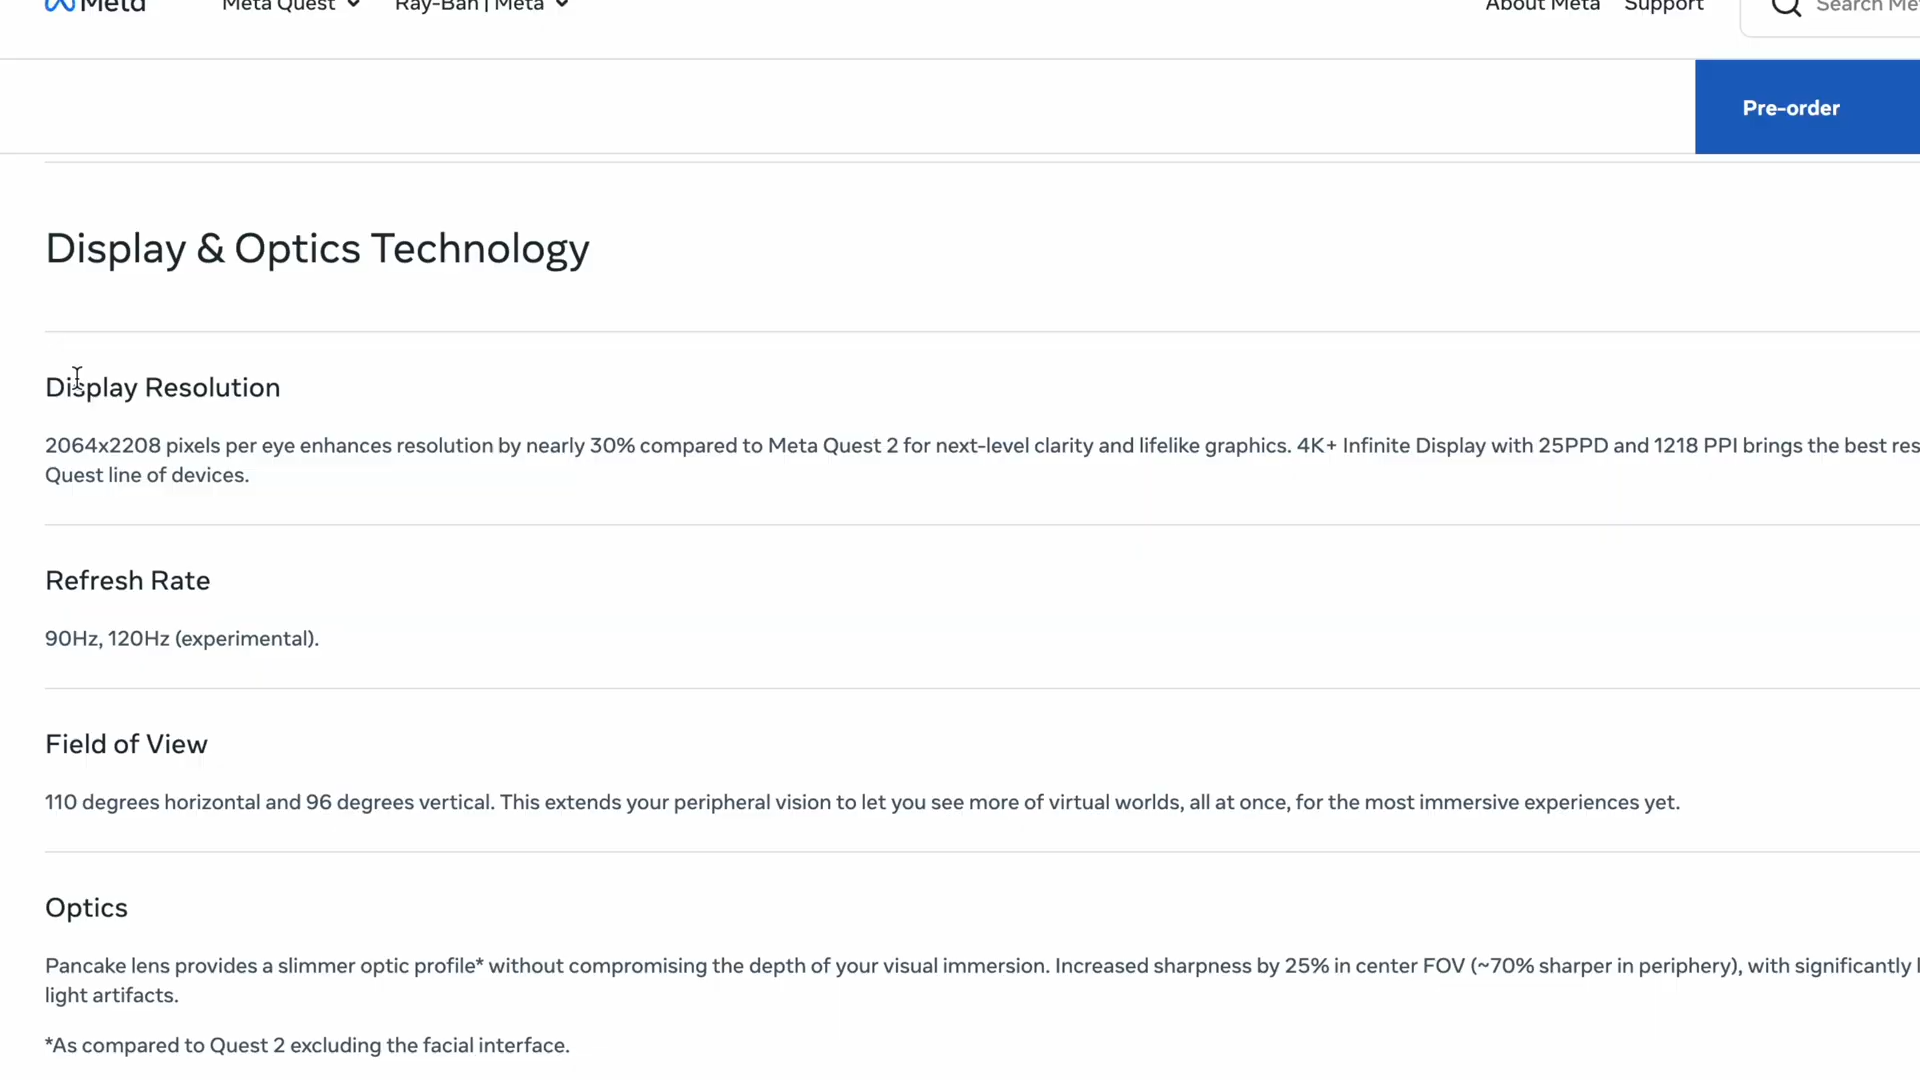 Meta Meta Quest Ray-Ban | Meta About Meta Support Search Me
Pre-order
Display & Optics Technology
Display Resolution
2064x2208 pixels per eye enhances resolution by nearly 30% compared to Meta Quest 2 for next-level clarity and lifelike graphics. 4K+ Infinite Display with 25PPD and 1218 PPI brings the best res
Quest line of devices.
Refresh Rate
90Hz, 120Hz (experimental).
Field of View
110 degrees horizontal and 96 degrees vertical. This extends your peripheral vision to let you see more of virtual worlds, all at once, for the most immersive experiences yet.
Optics
Pancake lens provides a slimmer optic profile* without compromising the depth of your visual immersion. Increased sharpness by 25% in center FOV (~70% sharper in periphery), with significantly
light artifacts.
*As compared to Quest 2 excluding the facial interface.